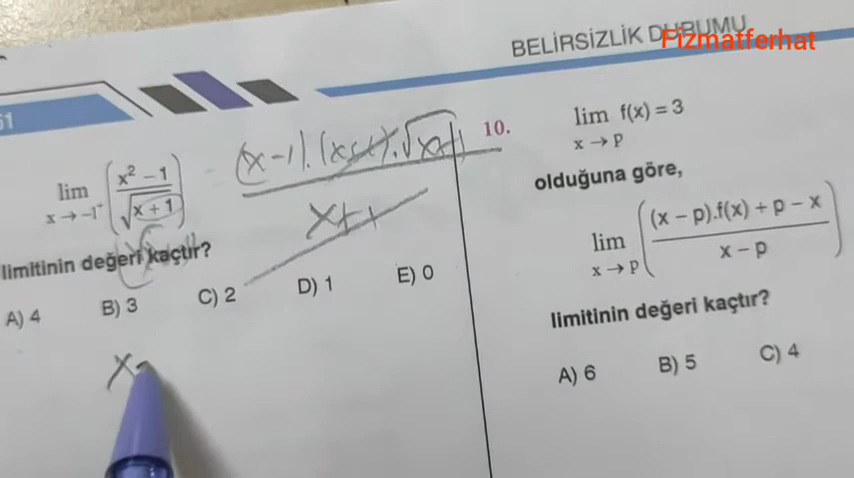 BELİRSİZLİK DURUMU
Fizmatferhat
lim x → -1⁺ ( (x² - 1) / √(x + 1) )
(x-1).(x+1).√x+1
x+1
limitinin değeri kaçtır?
A) 4 B) 3 C) 2 D) 1 E) 0
x
10.
lim x → p f(x) = 3
olduğuna göre,
lim x → p ( ((x - p).f(x) + p - x) / (x - p) )
limitinin değeri kaçtır?
A) 6 B) 5 C) 4